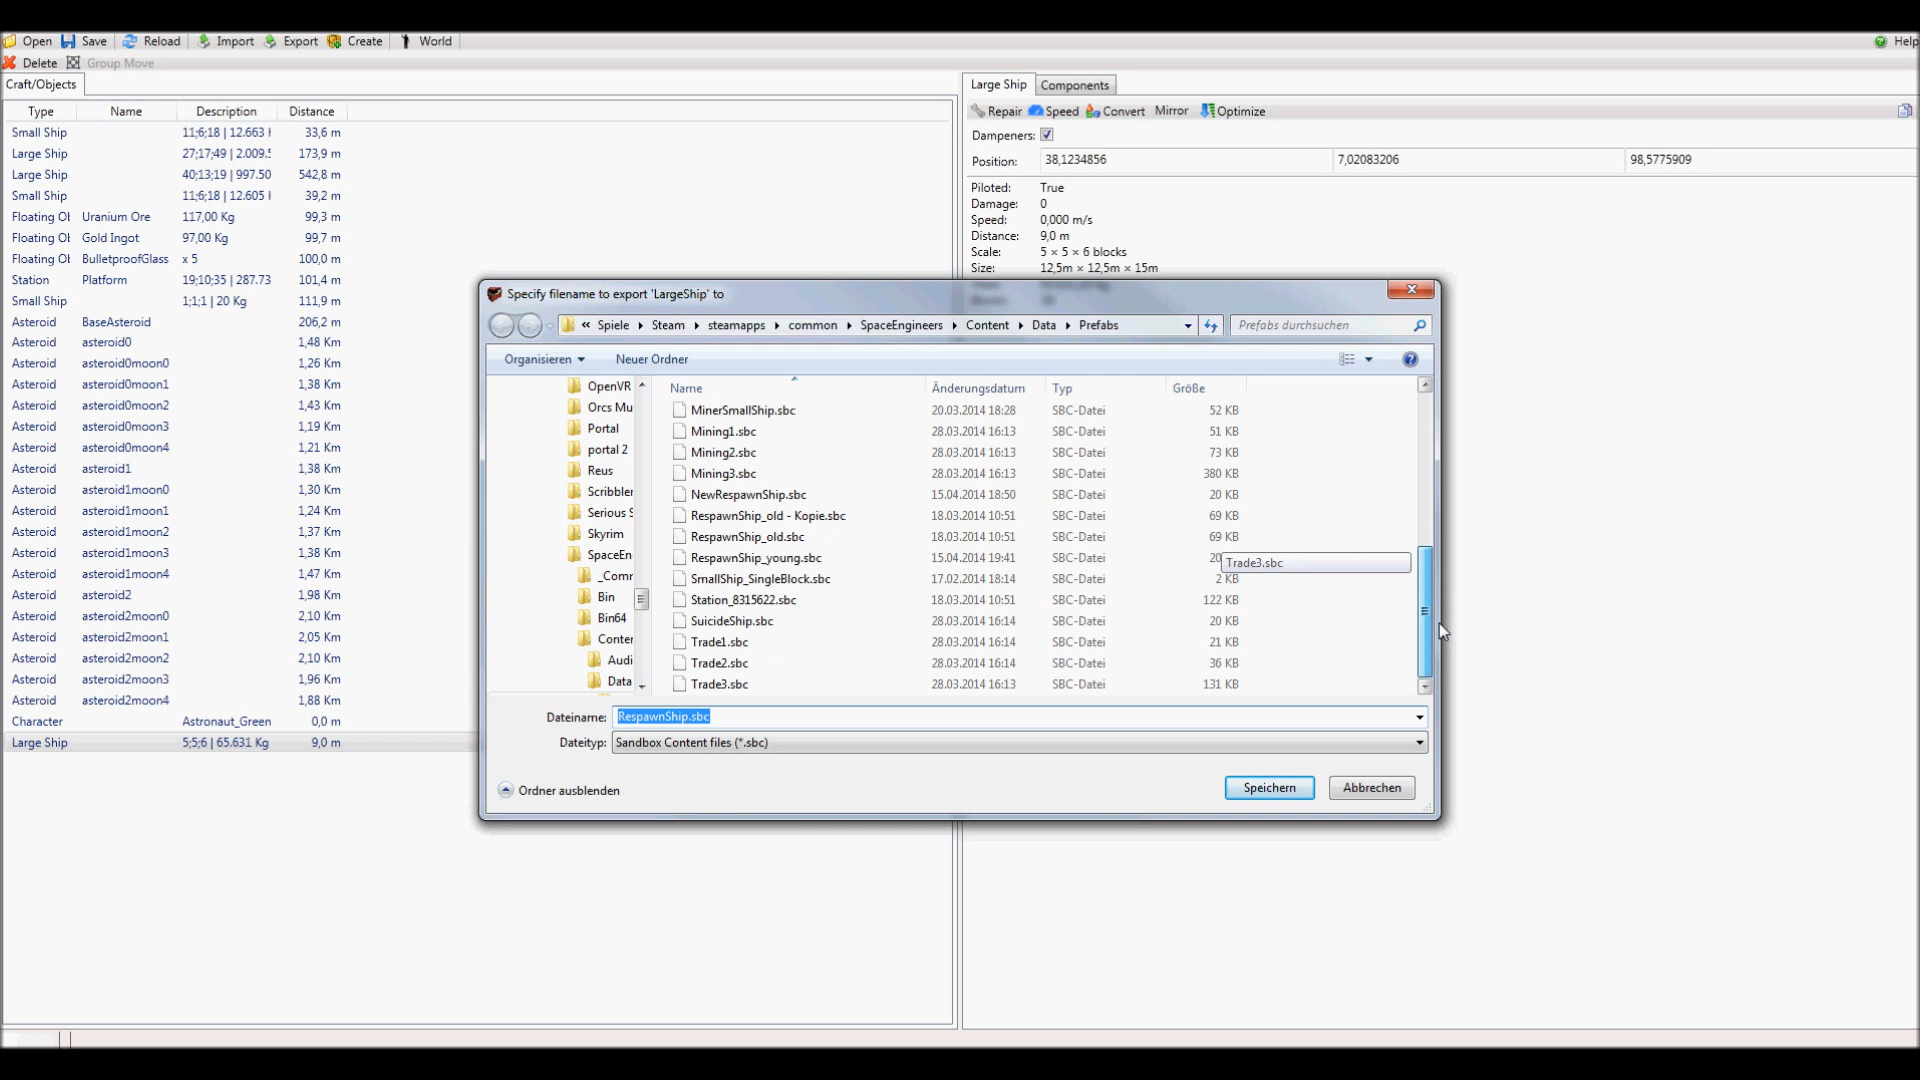 Open Save Reload Import Export Create World Help
Delete Group Move
Craft/Objects
Type Name Description Distance
Small Ship 11;6;18 | 12.663 33,6 m
Large Ship 27;17;49 | 2.009.5 173,9 m
Large Ship 40;13;19 | 997.50 542,8 m
Small Ship 11;6;18 | 12.605 39,2 m
Floating Ol Uranium Ore 117,00 Kg 99,3 m
Floating Ol Gold Ingot 97,00 Kg 99,7 m
Floating Ol BulletproofGlass x 5 100,0 m
Station Platform 19;10;35 | 287.73 101,4 m
Small Ship 1;1;1 | 20 Kg 111,9 m
Asteroid BaseAsteroid 206,2 m
Asteroid asteroid0 1,48 Km
Asteroid asteroid0moon0 1,26 Km
Asteroid asteroid0moon1 1,38 Km
Asteroid asteroid0moon2 1,43 Km
Asteroid asteroid0moon3 1,19 Km
Asteroid asteroid0moon4 1,21 Km
Asteroid asteroid1 1,38 Km
Asteroid asteroid1moon0 1,30 Km
Asteroid asteroid1moon1 1,24 Km
Asteroid asteroid1moon2 1,37 Km
Asteroid asteroid1moon3 1,38 Km
Asteroid asteroid1moon4 1,47 Km
Asteroid asteroid2 1,98 Km
Asteroid asteroid2moon0 2,10 Km
Asteroid asteroid2moon1 2,05 Km
Asteroid asteroid2moon2 2,10 Km
Asteroid asteroid2moon3 1,96 Km
Asteroid asteroid2moon4 1,88 Km
Character Astronaut_Green 0,0 m
Large Ship 5;5;6 | 65.631 Kg 9,0 m
Large Ship Components
Repair Speed Convert Mirror Optimize
Dampeners:
Position: 38,1234856 7,02083206 98,5775909
Piloted: True
Damage: 0
Speed: 0,000 m/s
Distance: 9,0 m
Scale: 5 × 5 × 6 blocks
Size: 12,5m × 12,5m × 15m
Specify filename to export 'LargeShip' to
« Spiele Steam steamapps common SpaceEngineers Content Data Prefabs
Prefabs durchsuchen
Organisieren Neuer Ordner
OpenVR
Orcs Mu
Portal
portal 2
Reus
Scribbler
Serious S
Skyrim
SpaceEn
_Comr
Bin
Bin64
Conter
Audi
Data
Name Änderungsdatum Typ Größe
MinerSmallShip.sbc 20.03.2014 18:28 SBC-Datei 52 KB
Mining1.sbc 28.03.2014 16:13 SBC-Datei 51 KB
Mining2.sbc 28.03.2014 16:13 SBC-Datei 73 KB
Mining3.sbc 28.03.2014 16:13 SBC-Datei 380 KB
NewRespawnShip.sbc 15.04.2014 18:50 SBC-Datei 20 KB
RespawnShip_old - Kopie.sbc 18.03.2014 10:51 SBC-Datei 69 KB
RespawnShip_old.sbc 18.03.2014 10:51 SBC-Datei 69 KB
RespawnShip_young.sbc 15.04.2014 19:41 SBC-Datei 20
Trade3.sbc
SmallShip_SingleBlock.sbc 17.02.2014 18:14 SBC-Datei 2 KB
Station_8315622.sbc 18.03.2014 10:51 SBC-Datei 122 KB
SuicideShip.sbc 28.03.2014 16:14 SBC-Datei 20 KB
Trade1.sbc 28.03.2014 16:14 SBC-Datei 21 KB
Trade2.sbc 28.03.2014 16:14 SBC-Datei 36 KB
Trade3.sbc 28.03.2014 16:13 SBC-Datei 131 KB
Dateiname: RespawnShip.sbc
Dateityp: Sandbox Content files (*.sbc)
Ordner ausblenden
Speichern Abbrechen